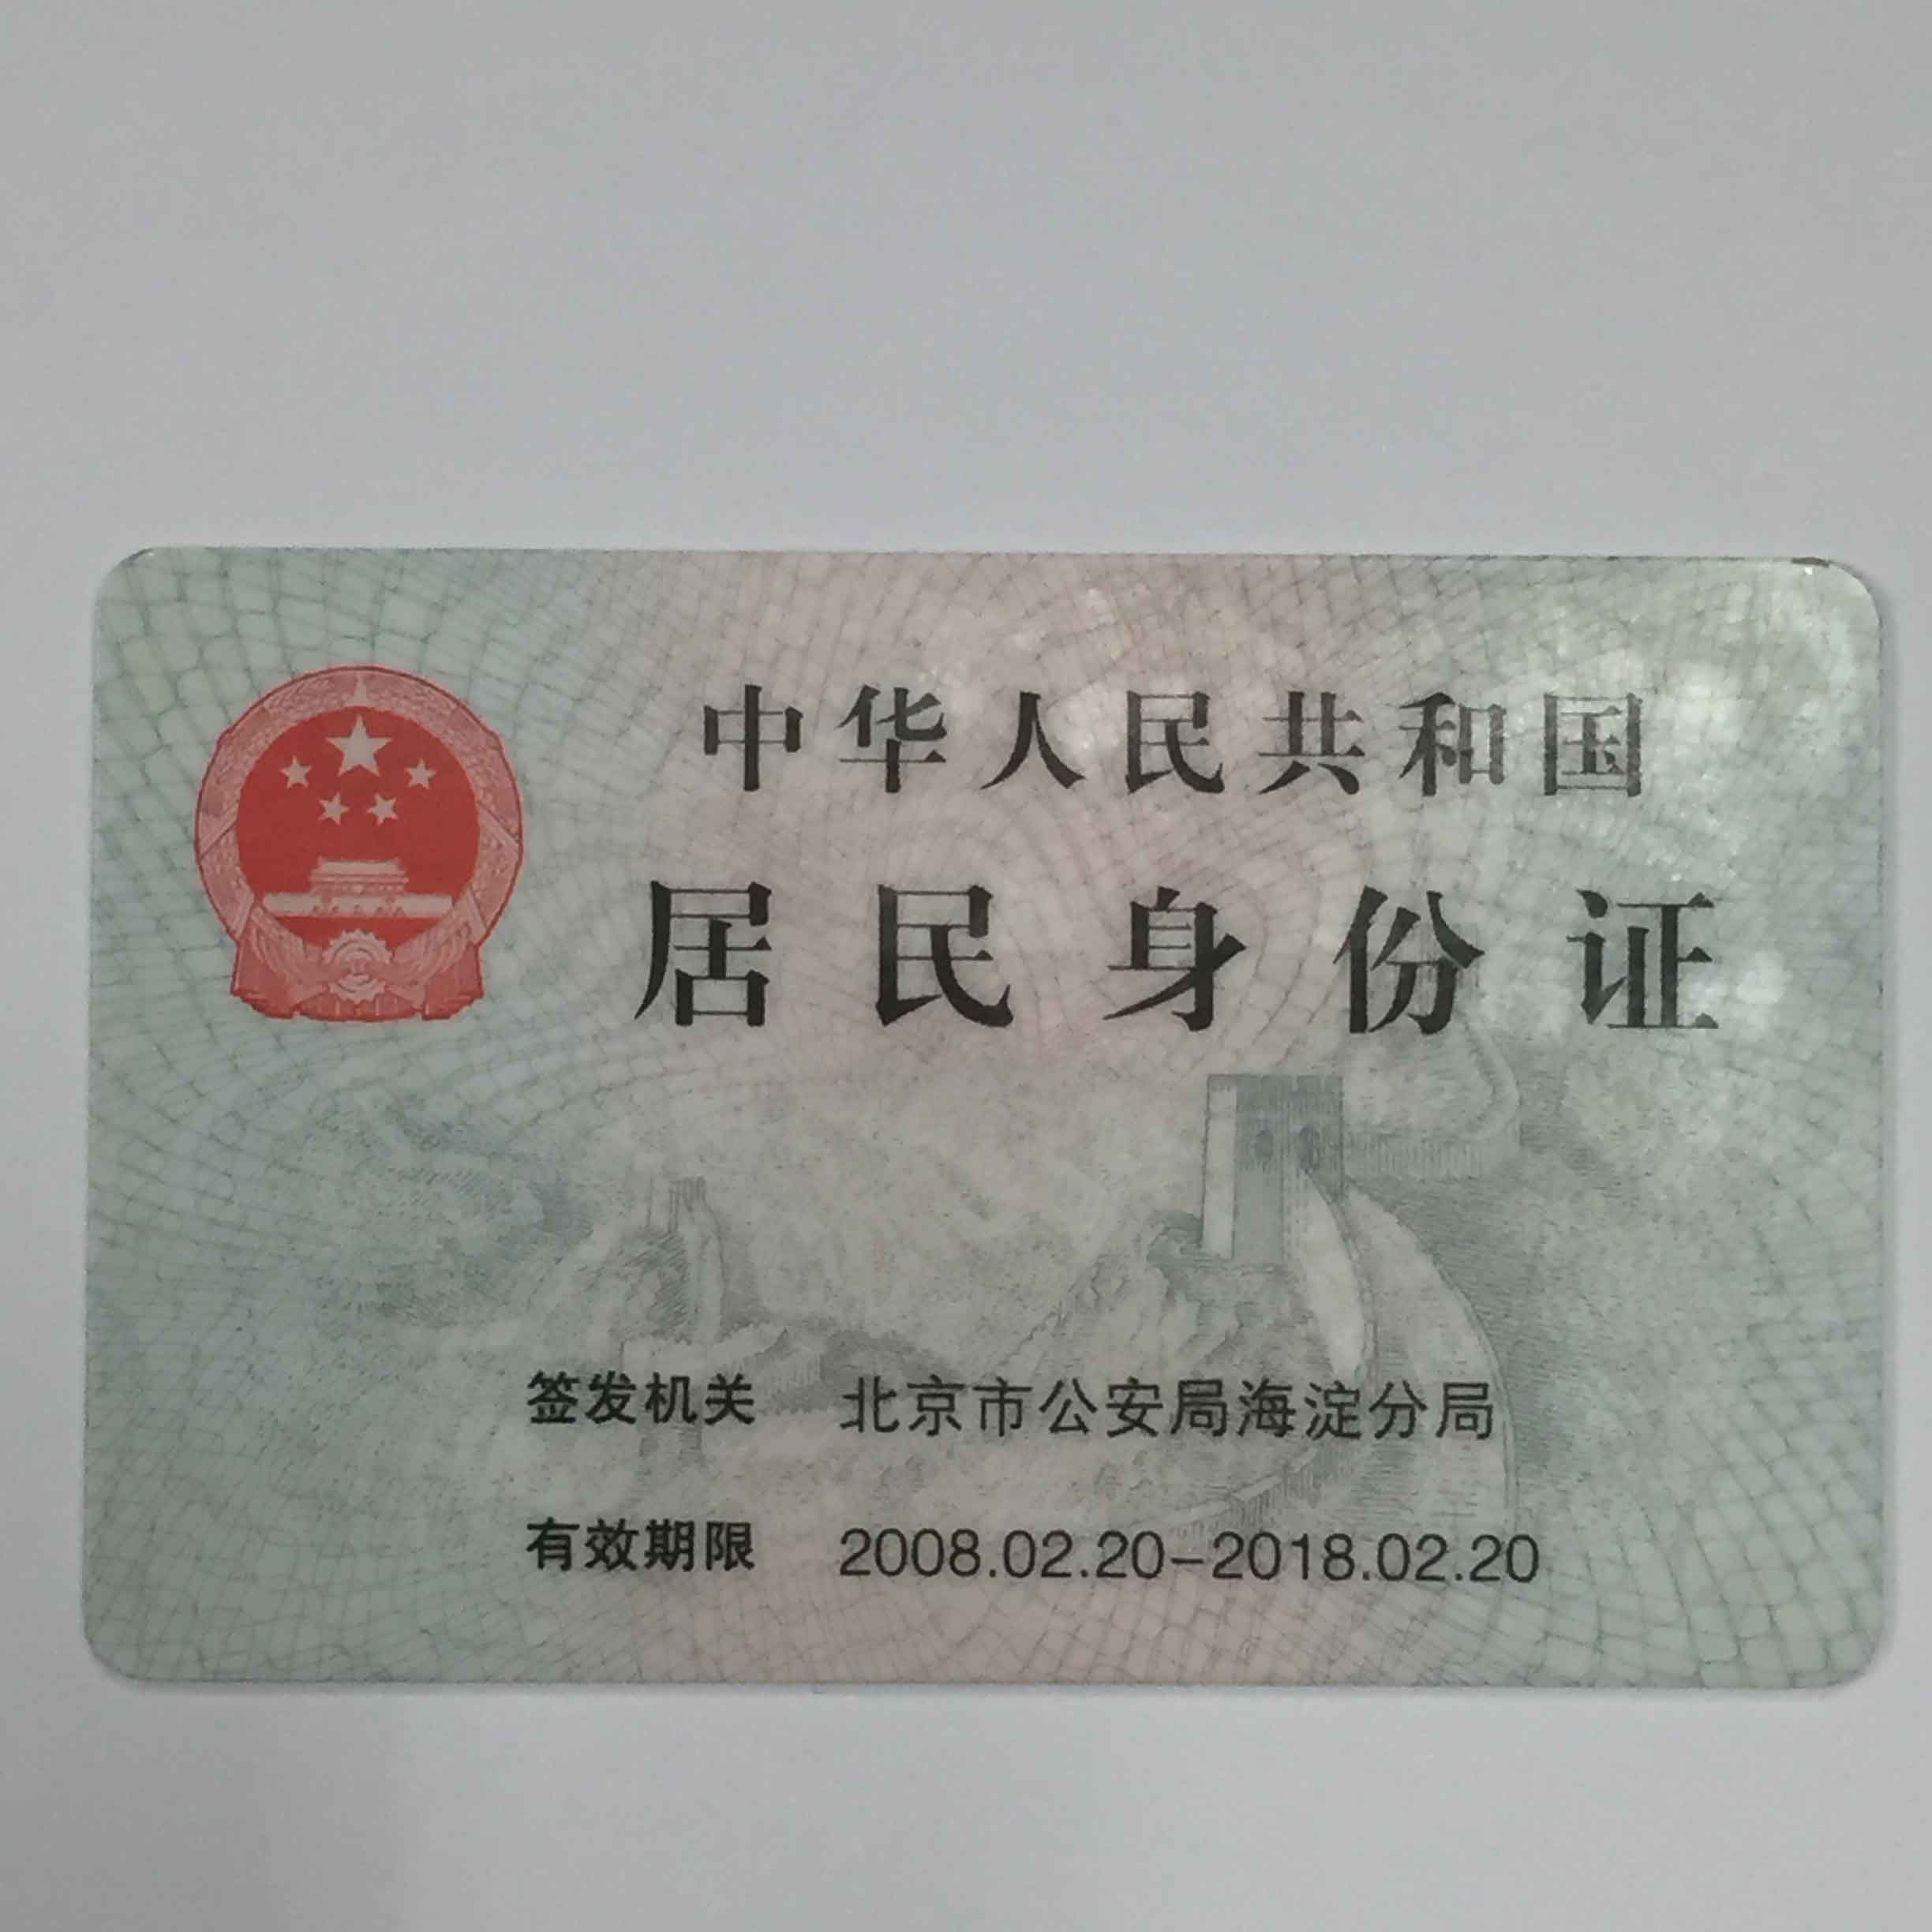 中华人民共和国
居民身份证
签发机关 北京市公安局海淀分局
有效期限 2008.02.20-2018.02.20